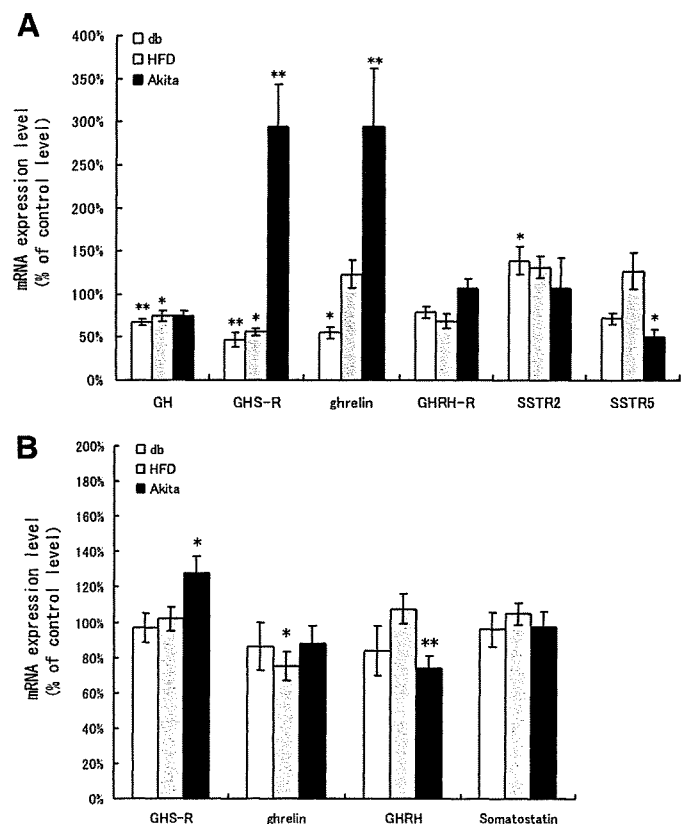 A
mRNA expression level
(% of control level)
400%
350%
300%
250%
200%
150%
100%
50%
0%
db
HFD
Akita
** *
** * **
* **
*
*
GH GHS-R ghrelin GHRH-R SSTR2 SSTR5
B
mRNA expression level
(% of control level)
200%
180%
160%
140%
120%
100%
80%
60%
40%
20%
0%
db
HFD
Akita
*
*
**
GHS-R ghrelin GHRH Somatostatin